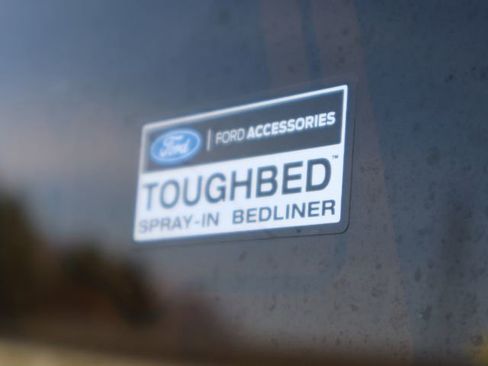 Ford | FORD ACCESSORIES
TOUGHBED™
SPRAY-IN BEDLINER